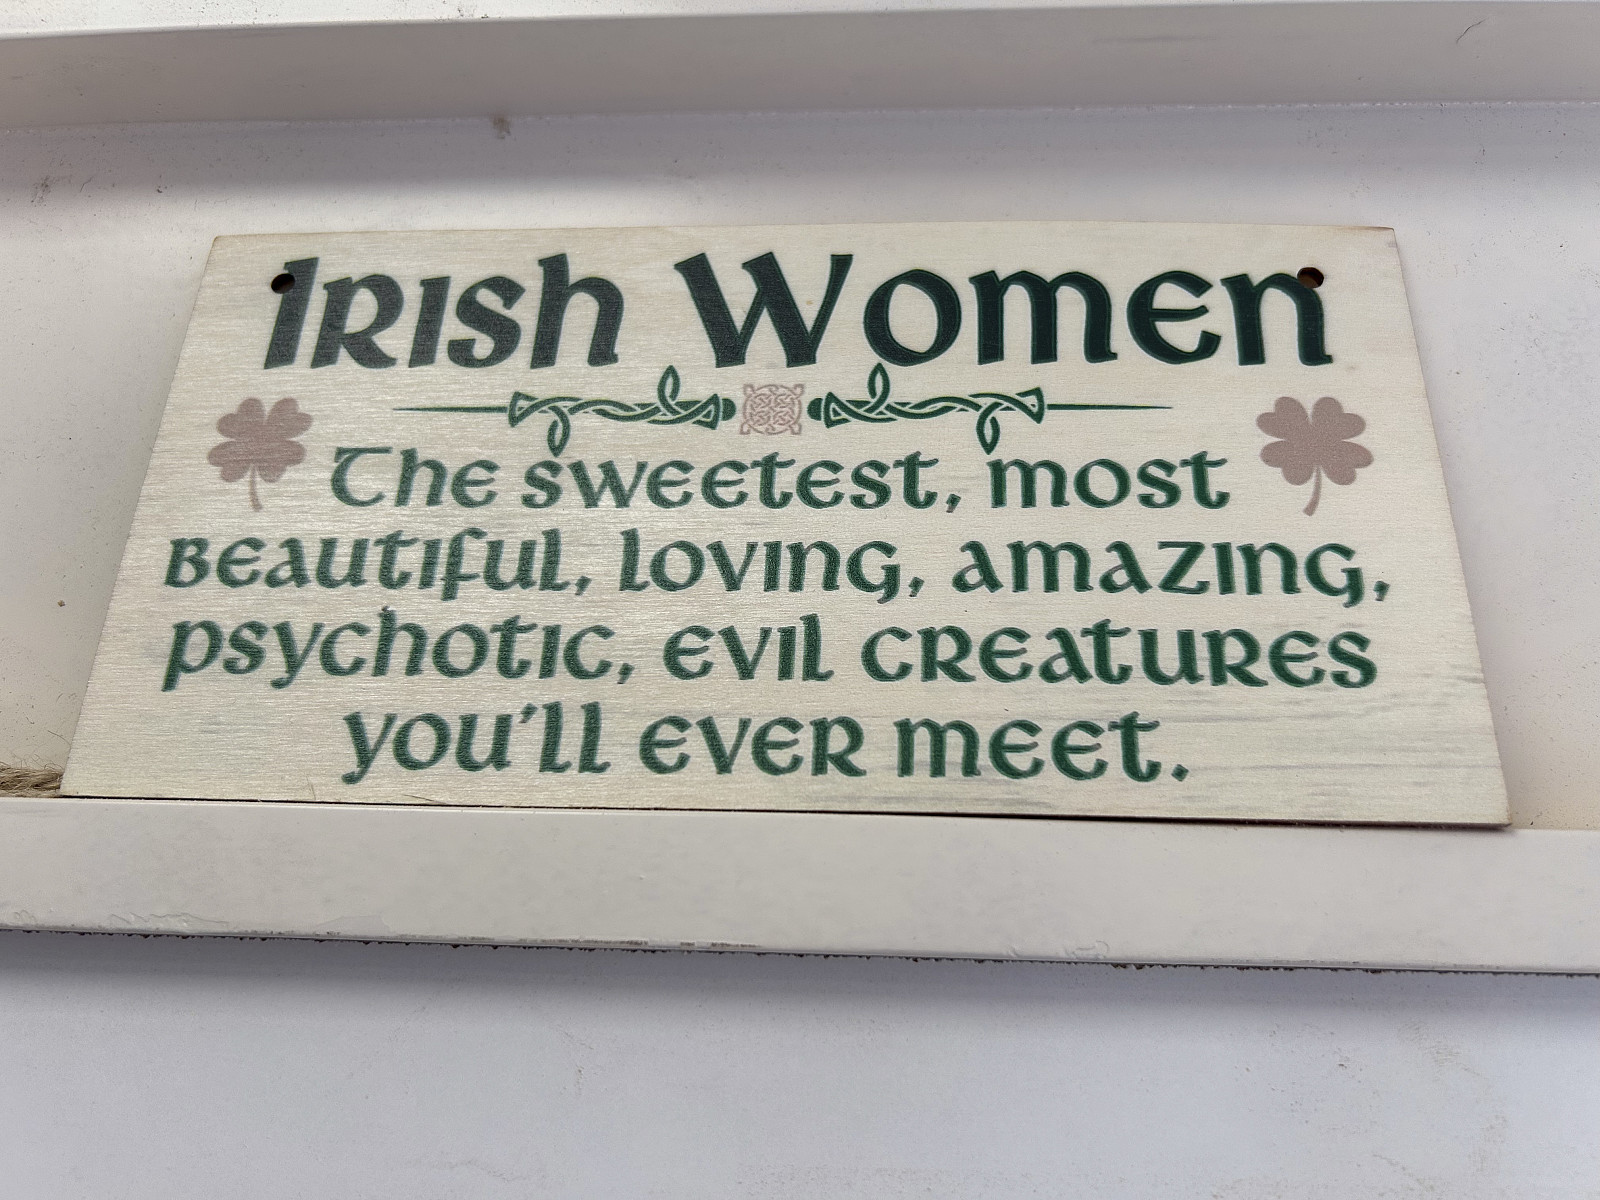 Irish Women
The sweetest, most
beautiful, loving, amazing,
psychotic, evil creatures
you'll ever meet.